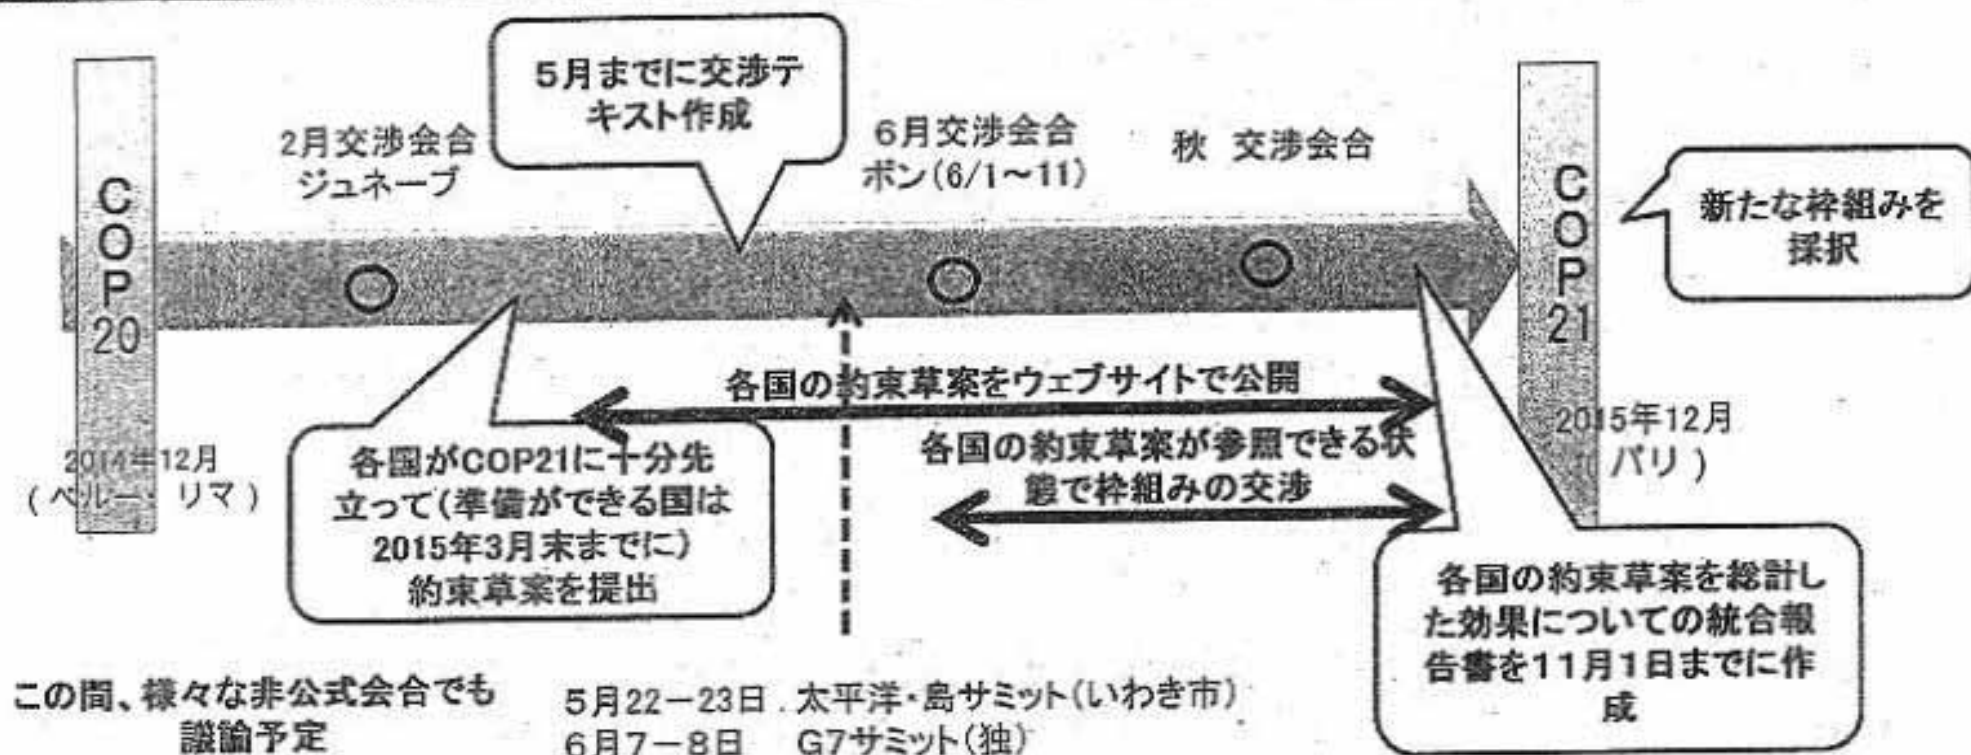 5月までに交渉テ
キスト作成
2月交渉会合
ジュネーブ
6月交渉会合
ボン(6/1~11)
秋 交渉会合
COP20
COP21
新たな枠組みを
採択
各国の約束草案をウェブサイトで公開
各国の約束草案が参照できる状
態で枠組みの交渉
2014年12月
(ペルー・リマ)
各国がCOP21に十分先
立って(準備ができる国は
2015年3月末までに)
約束草案を提出
2015年12月
(パリ)
各国の約束草案を総計し
た効果についての統合報
告書を11月1日までに作
成
この間、様々な非公式会合でも
議論予定
5月22-23日 太平洋・島サミット(いわき市)
6月7-8日 G7サミット(独)